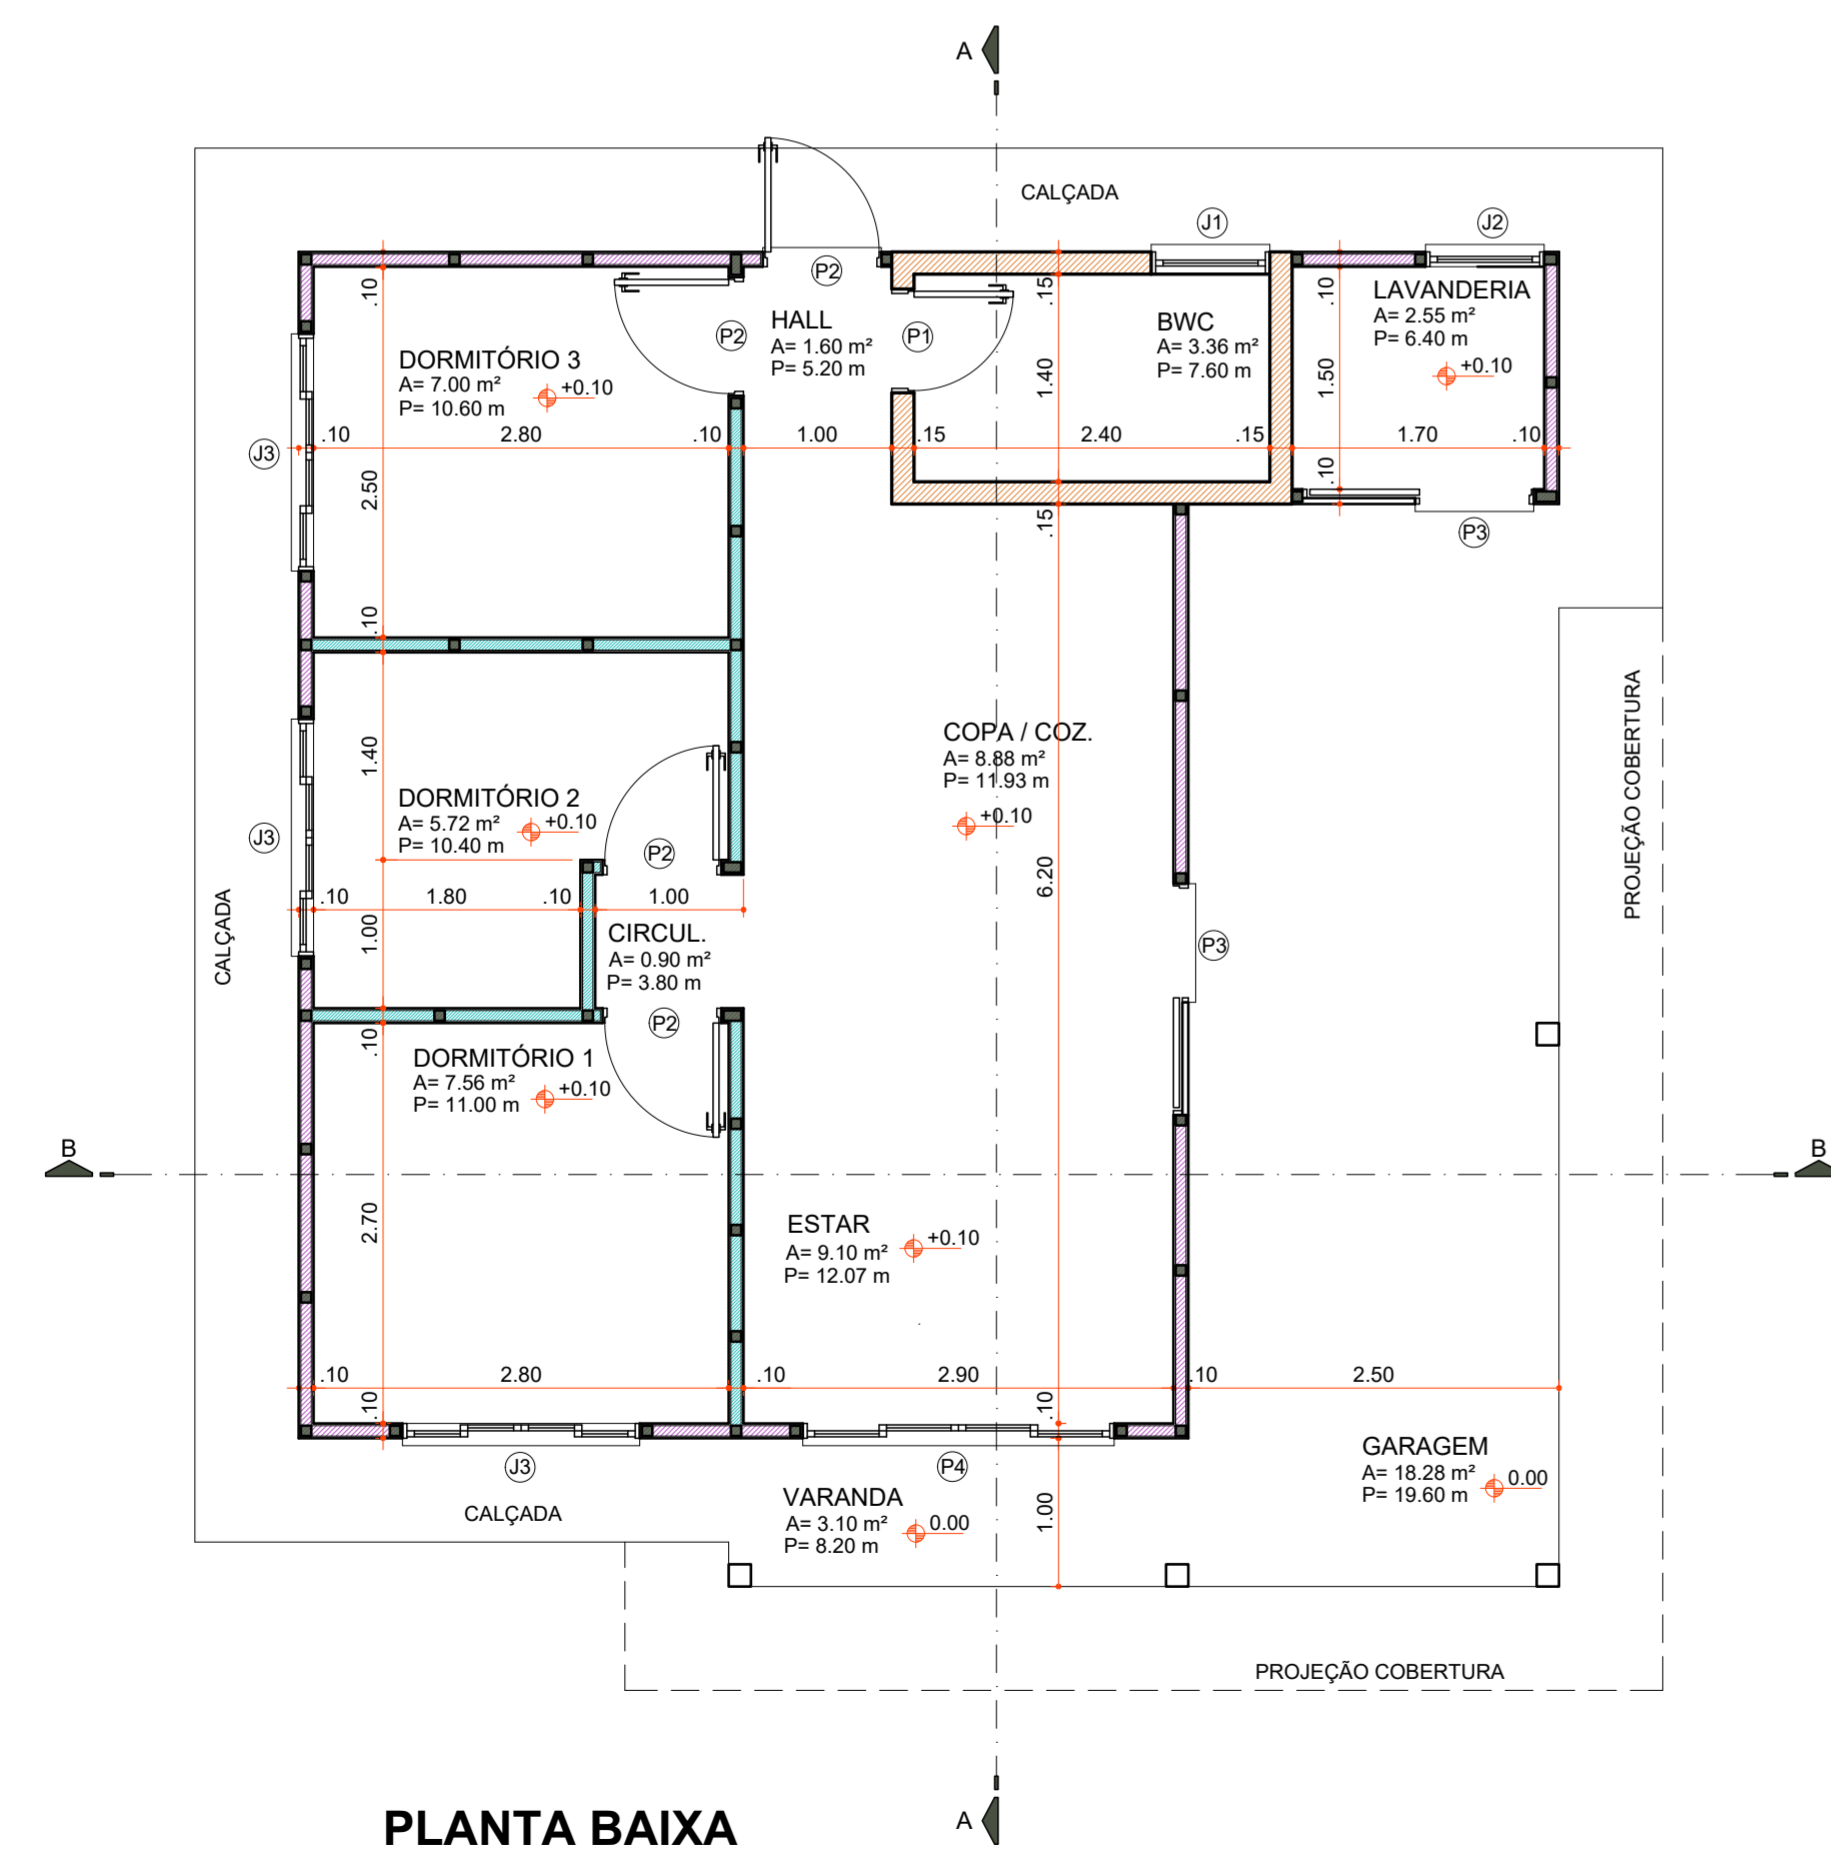 A
CALÇADA
J1
J2
P2
.10
DORMITÓRIO 3
A= 7.00 m²
P= 10.60 m
+0.10
P2
HALL
A= 1.60 m²
P= 5.20 m
P1
.15
1.40
BWC
A= 3.36 m²
P= 7.60 m
.10
1.50
LAVANDERIA
A= 2.55 m²
P= 6.40 m
+0.10
J3
.10
2.80
.10
1.00
.15
2.40
.15
1.70
.10
2.50
.15
.10
P3
.10
1.40
DORMITÓRIO 2
A= 5.72 m²
P= 10.40 m
+0.10
J3
P2
COPA / COZ.
A= 8.88 m²
P= 11.93 m
+0.10
6.20
PROJEÇÃO COBERTURA
CALÇADA
.10
1.80
.10
1.00
1.00
CIRCUL.
A= 0.90 m²
P= 3.80 m
P3
P2
.10
DORMITÓRIO 1
A= 7.56 m²
P= 11.00 m
+0.10
B
B
2.70
ESTAR
A= 9.10 m²
P= 12.07 m
+0.10
.10
2.80
.10
2.90
.10
2.50
.10
.10
J3
P4
CALÇADA
VARANDA
A= 3.10 m²
P= 8.20 m
0.00
1.00
GARAGEM
A= 18.28 m²
P= 19.60 m
0.00
PROJEÇÃO COBERTURA
A
PLANTA BAIXA